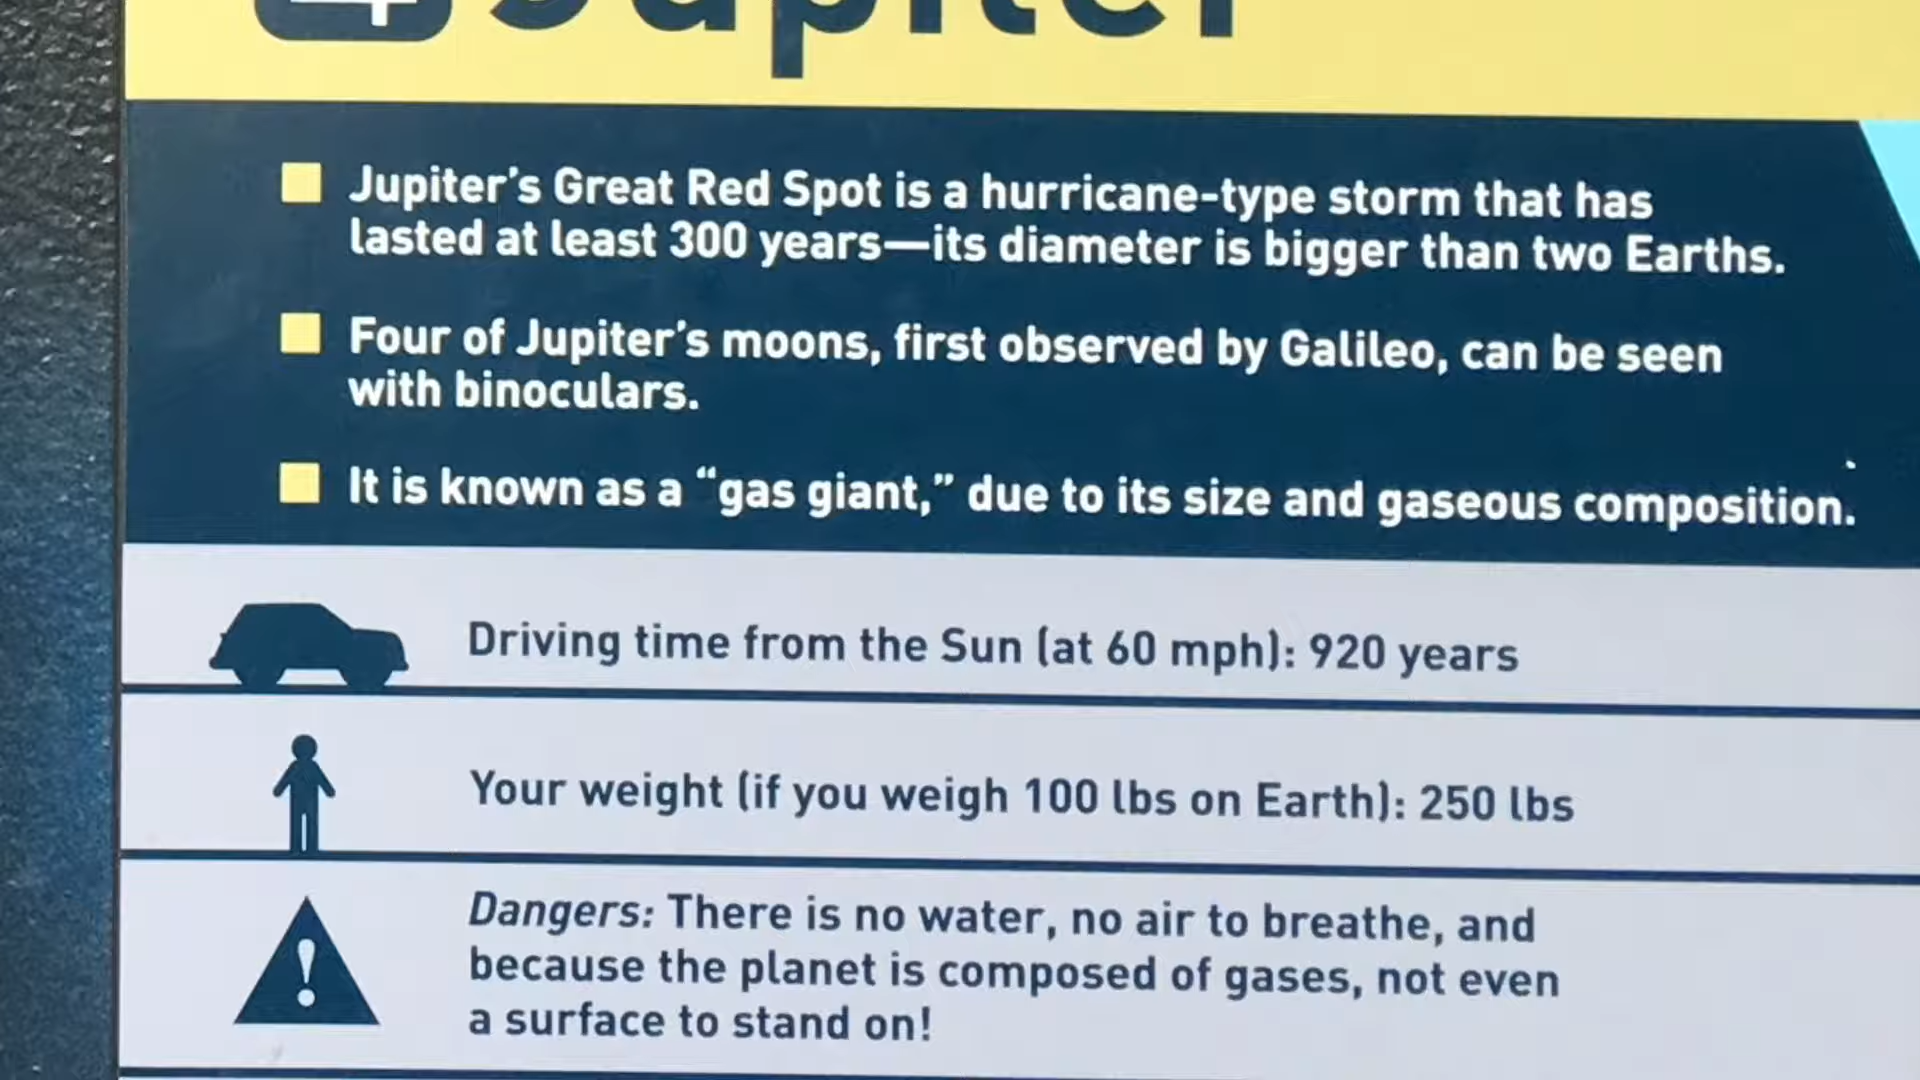 Jupiter
Jupiter's Great Red Spot is a hurricane-type storm that has
lasted at least 300 years—its diameter is bigger than two Earths.
Four of Jupiter's moons, first observed by Galileo, can be seen
with binoculars.
It is known as a “gas giant,” due to its size and gaseous composition.
Driving time from the Sun (at 60 mph): 920 years
Your weight (if you weigh 100 lbs on Earth): 250 lbs
Dangers: There is no water, no air to breathe, and
because the planet is composed of gases, not even
a surface to stand on!